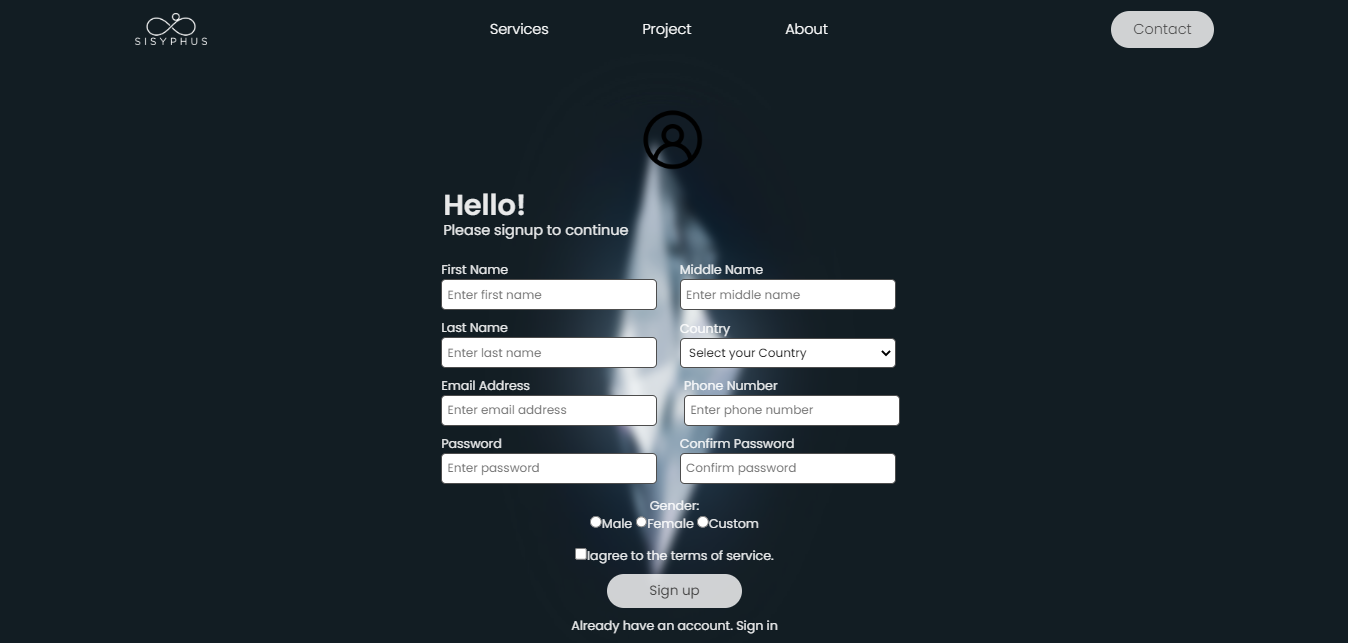 SISYPHUS
Services Project About Contact
Hello!
Please signup to continue
First Name Middle Name
Enter first name Enter middle name
Last Name Country
Enter last name Select your Country
Email Address Phone Number
Enter email address Enter phone number
Password Confirm Password
Enter password Confirm password
Gender:
Male Female Custom
I agree to the terms of service.
Sign up
Already have an account. Sign in